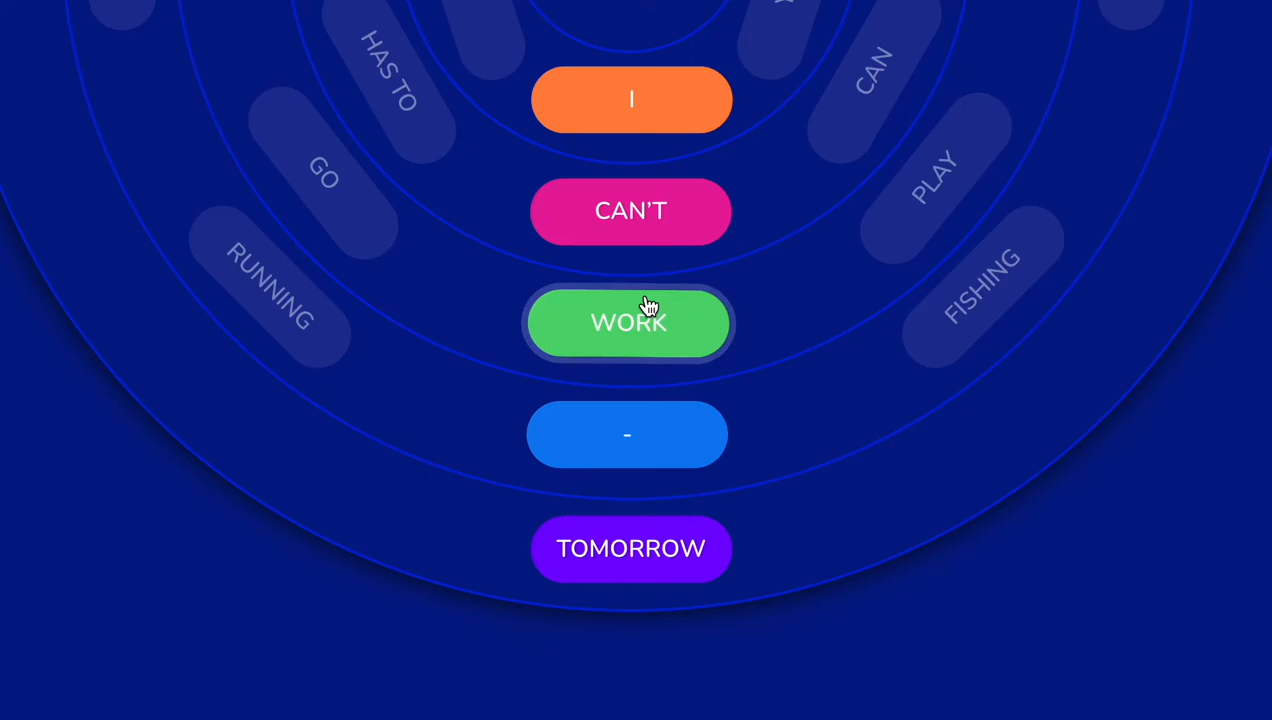 I
CAN'T
WORK
-
TOMORROW
HAS TO
GO
RUNNING
CAN
PLAY
FISHING